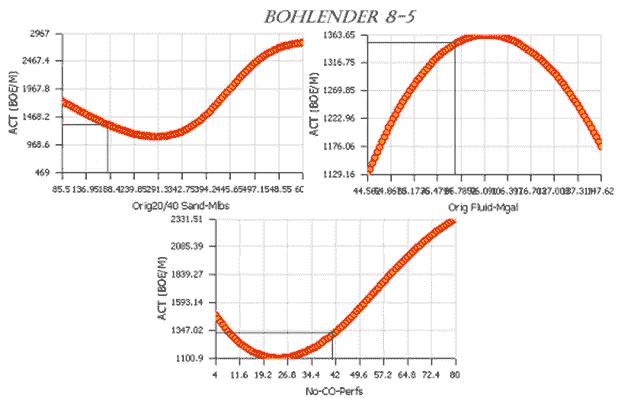 BOHLENDER 8-5
2967
2467.4
1967.8
1468.2
968.6
469
ACT (BOE/M)
Orig20/40 Sand-Mlbs
1363.65
1316.75
1269.85
1222.96
1176.06
1129.16
ACT (BOE/M)
Orig Fluid-Mgal
2331.51
2085.39
1839.27
1593.14
1347.02
1100.9
ACT (BOE/M)
4 11.6 19.2 26.8 34.4 42 49.6 57.2 64.8 72.4 80
No-CO-Perfs